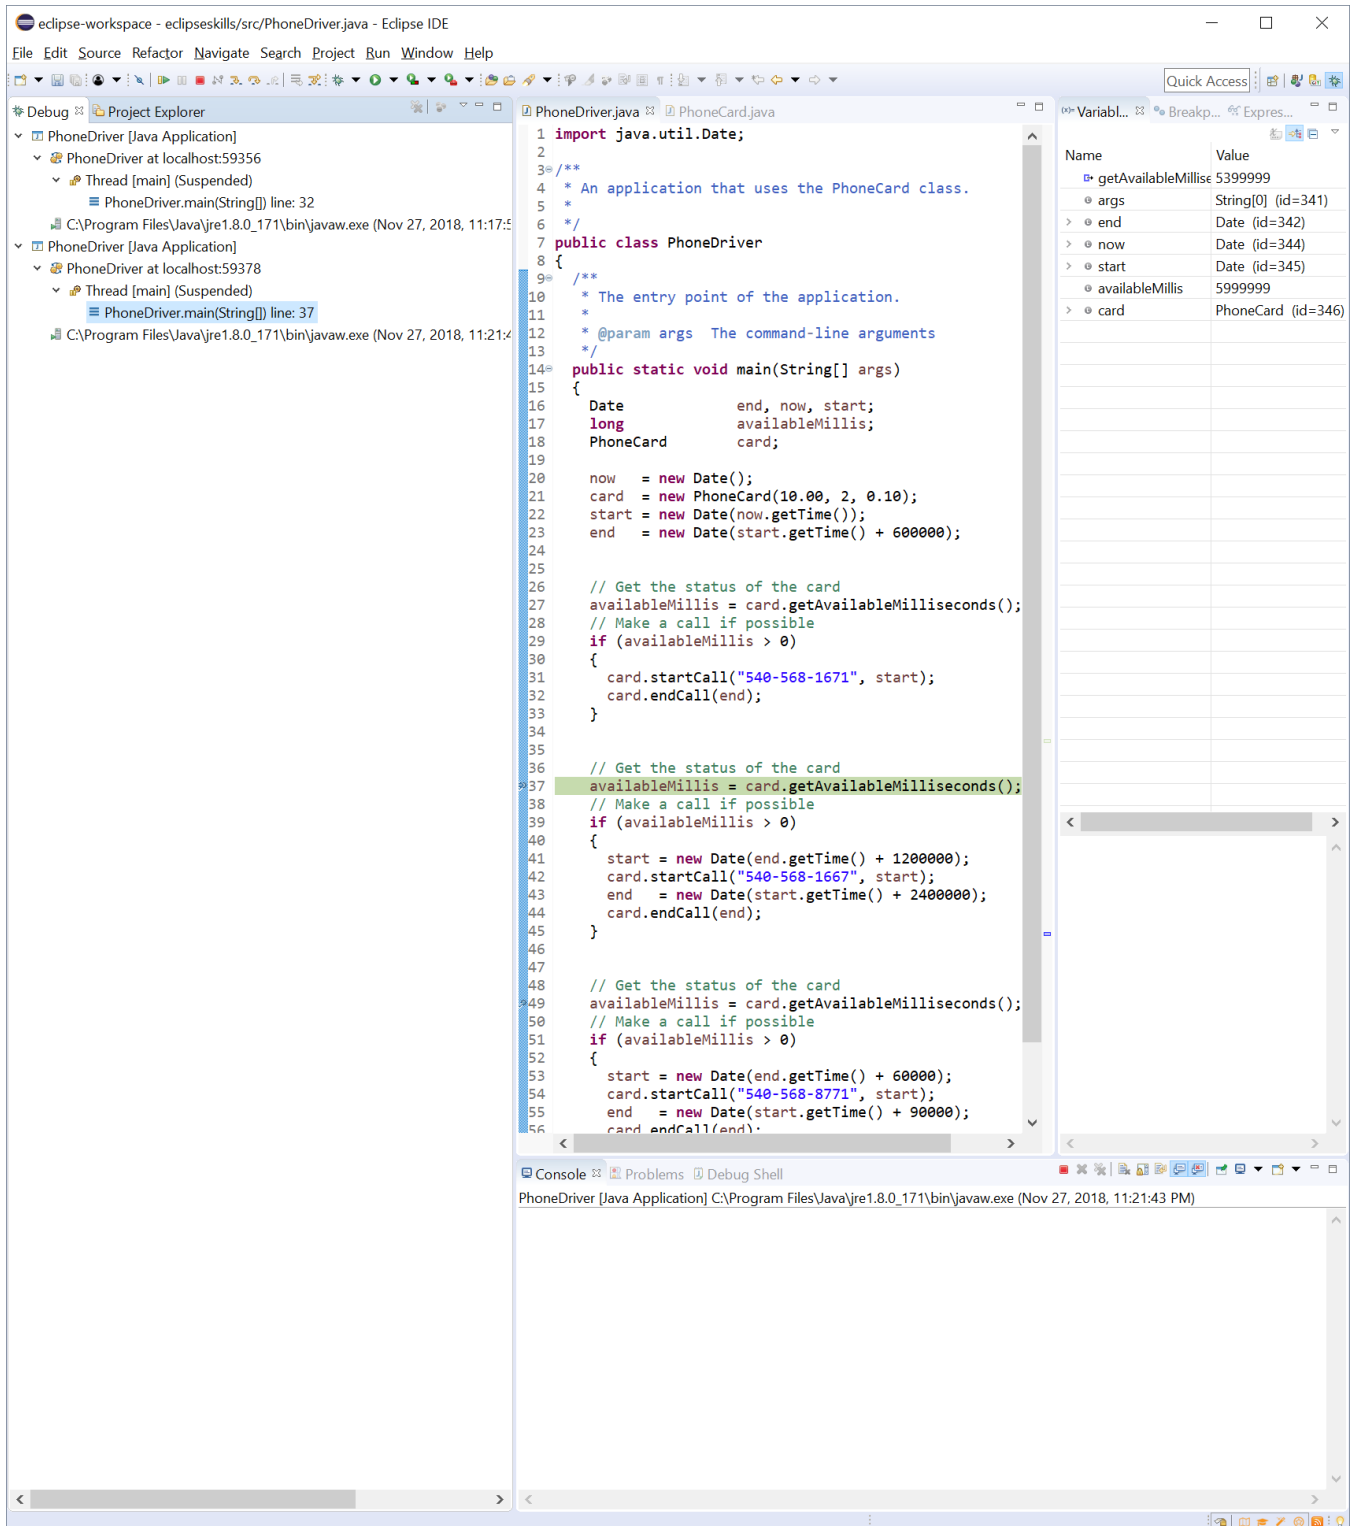 eclipse-workspace - eclipseskills/src/PhoneDriver.java - Eclipse IDE
File Edit Source Refactor Navigate Search Project Run Window Help
Quick Access
Debug Project Explorer
PhoneDriver [Java Application]
PhoneDriver at localhost:59356
Thread [main] (Suspended)
PhoneDriver.main(String[]) line: 32
C:\Program Files\Java\jre1.8.0_171\bin\javaw.exe (Nov 27, 2018, 11:17:5
PhoneDriver [Java Application]
PhoneDriver at localhost:59378
Thread [main] (Suspended)
PhoneDriver.main(String[]) line: 37
C:\Program Files\Java\jre1.8.0_171\bin\javaw.exe (Nov 27, 2018, 11:21:4
PhoneDriver.java PhoneCard.java
1 import java.util.Date;
2
3 /**
4 * An application that uses the PhoneCard class.
5 *
6 */
7 public class PhoneDriver
8 {
9 /**
10 * The entry point of the application.
11 *
12 * @param args The command-line arguments
13 */
14 public static void main(String[] args)
15 {
16 Date end, now, start;
17 long availableMillis;
18 PhoneCard card;
19
20 now = new Date();
21 card = new PhoneCard(10.00, 2, 0.10);
22 start = new Date(now.getTime());
23 end = new Date(start.getTime() + 600000);
24
25
26 // Get the status of the card
27 availableMillis = card.getAvailableMilliseconds();
28 // Make a call if possible
29 if (availableMillis > 0)
30 {
31 card.startCall("540-568-1671", start);
32 card.endCall(end);
33 }
34
35
36 // Get the status of the card
37 availableMillis = card.getAvailableMilliseconds();
38 // Make a call if possible
39 if (availableMillis > 0)
40 {
41 start = new Date(end.getTime() + 1200000);
42 card.startCall("540-568-1667", start);
43 end = new Date(start.getTime() + 2400000);
44 card.endCall(end);
45 }
46
47
48 // Get the status of the card
49 availableMillis = card.getAvailableMilliseconds();
50 // Make a call if possible
51 if (availableMillis > 0)
52 {
53 start = new Date(end.getTime() + 60000);
54 card.startCall("540-568-8771", start);
55 end = new Date(start.getTime() + 90000);
56 card.endCall(end);
(x)= Variabl... Breakp... Expres...
Name Value
getAvailableMillise 5399999
args String[0] (id=341)
end Date (id=342)
now Date (id=344)
start Date (id=345)
availableMillis 5999999
card PhoneCard (id=346)
Console Problems Debug Shell
PhoneDriver [Java Application] C:\Program Files\Java\jre1.8.0_171\bin\javaw.exe (Nov 27, 2018, 11:21:43 PM)